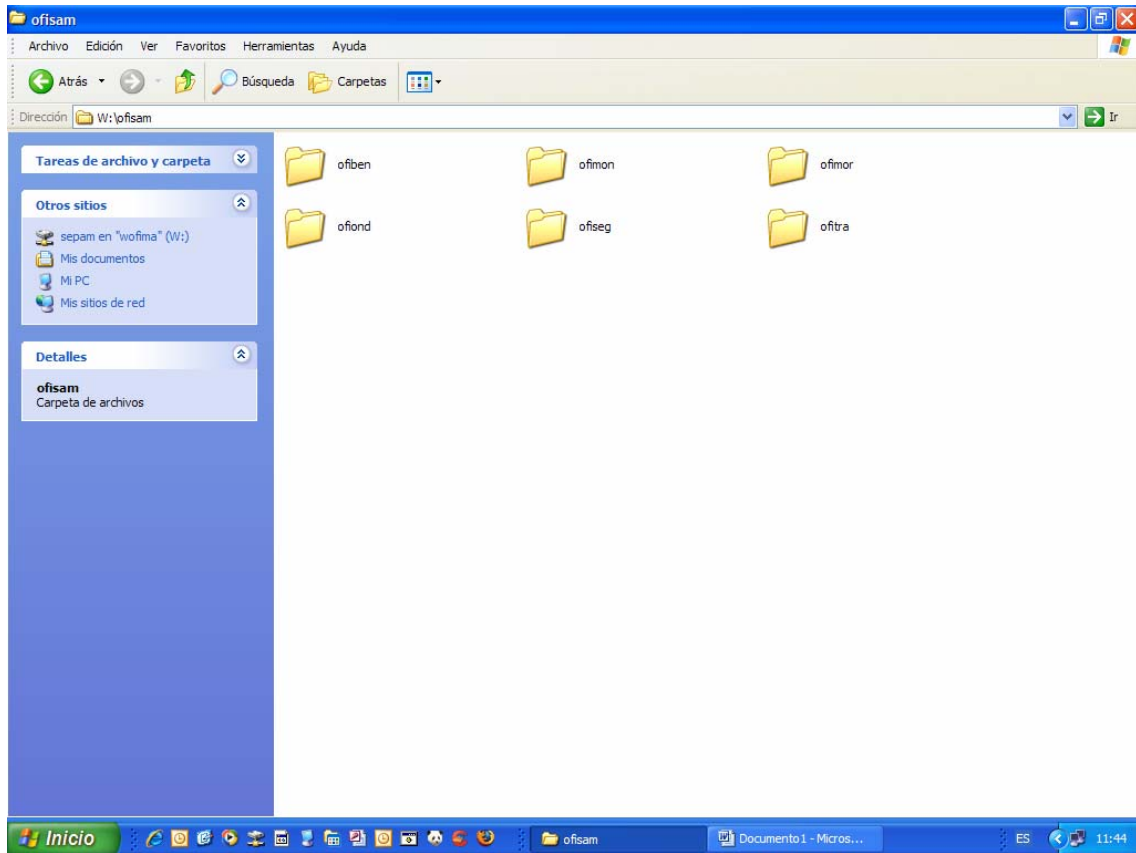 ofisam
Archivo Edición Ver Favoritos Herramientas Ayuda
Atrás Búsqueda Carpetas
Dirección W:\ofisam Ir
Tareas de archivo y carpeta
Otros sitios
sepam en "wofima" (W:)
Mis documentos
Mi PC
Mis sitios de red
Detalles
ofisam
Carpeta de archivos
ofiben ofimon ofimor
ofiond ofiseg ofitra
Inicio ofisam Documento1 - Micros... ES 11:44